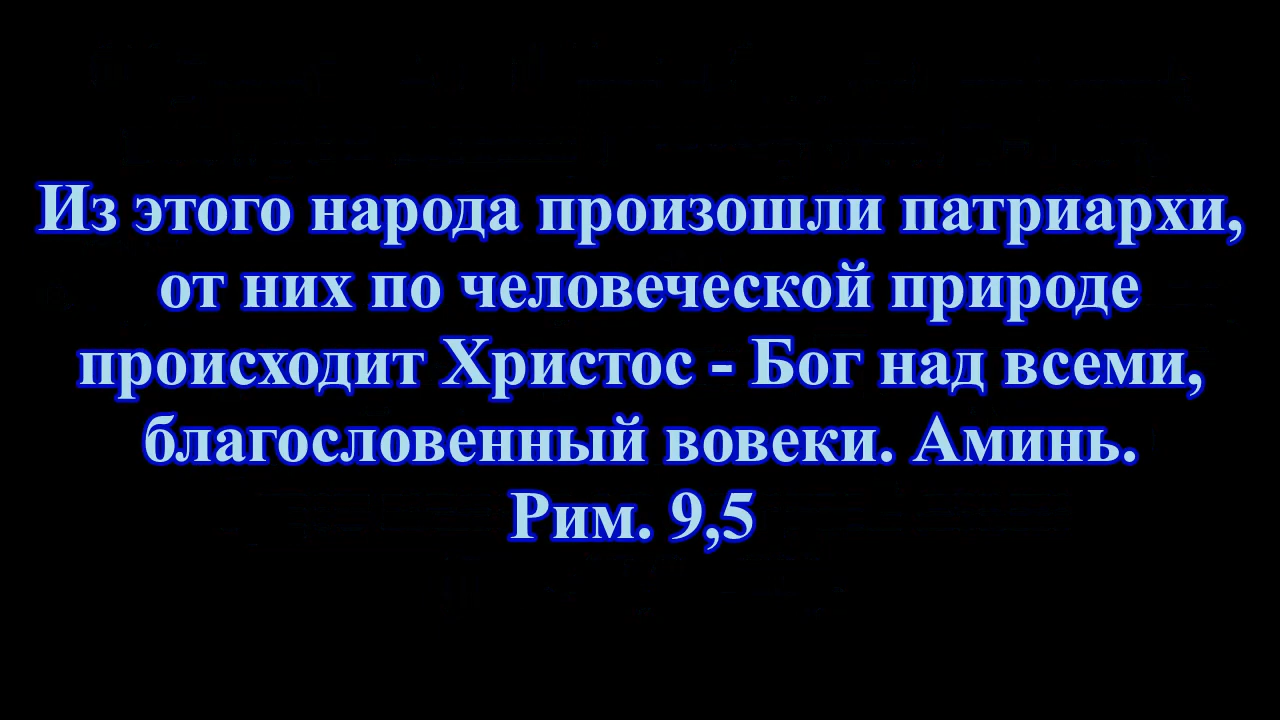 Из этого народа произошли патриархи,
от них по человеческой природе
происходит Христос - Бог над всеми,
благословенный вовеки. Аминь.
Рим. 9,5